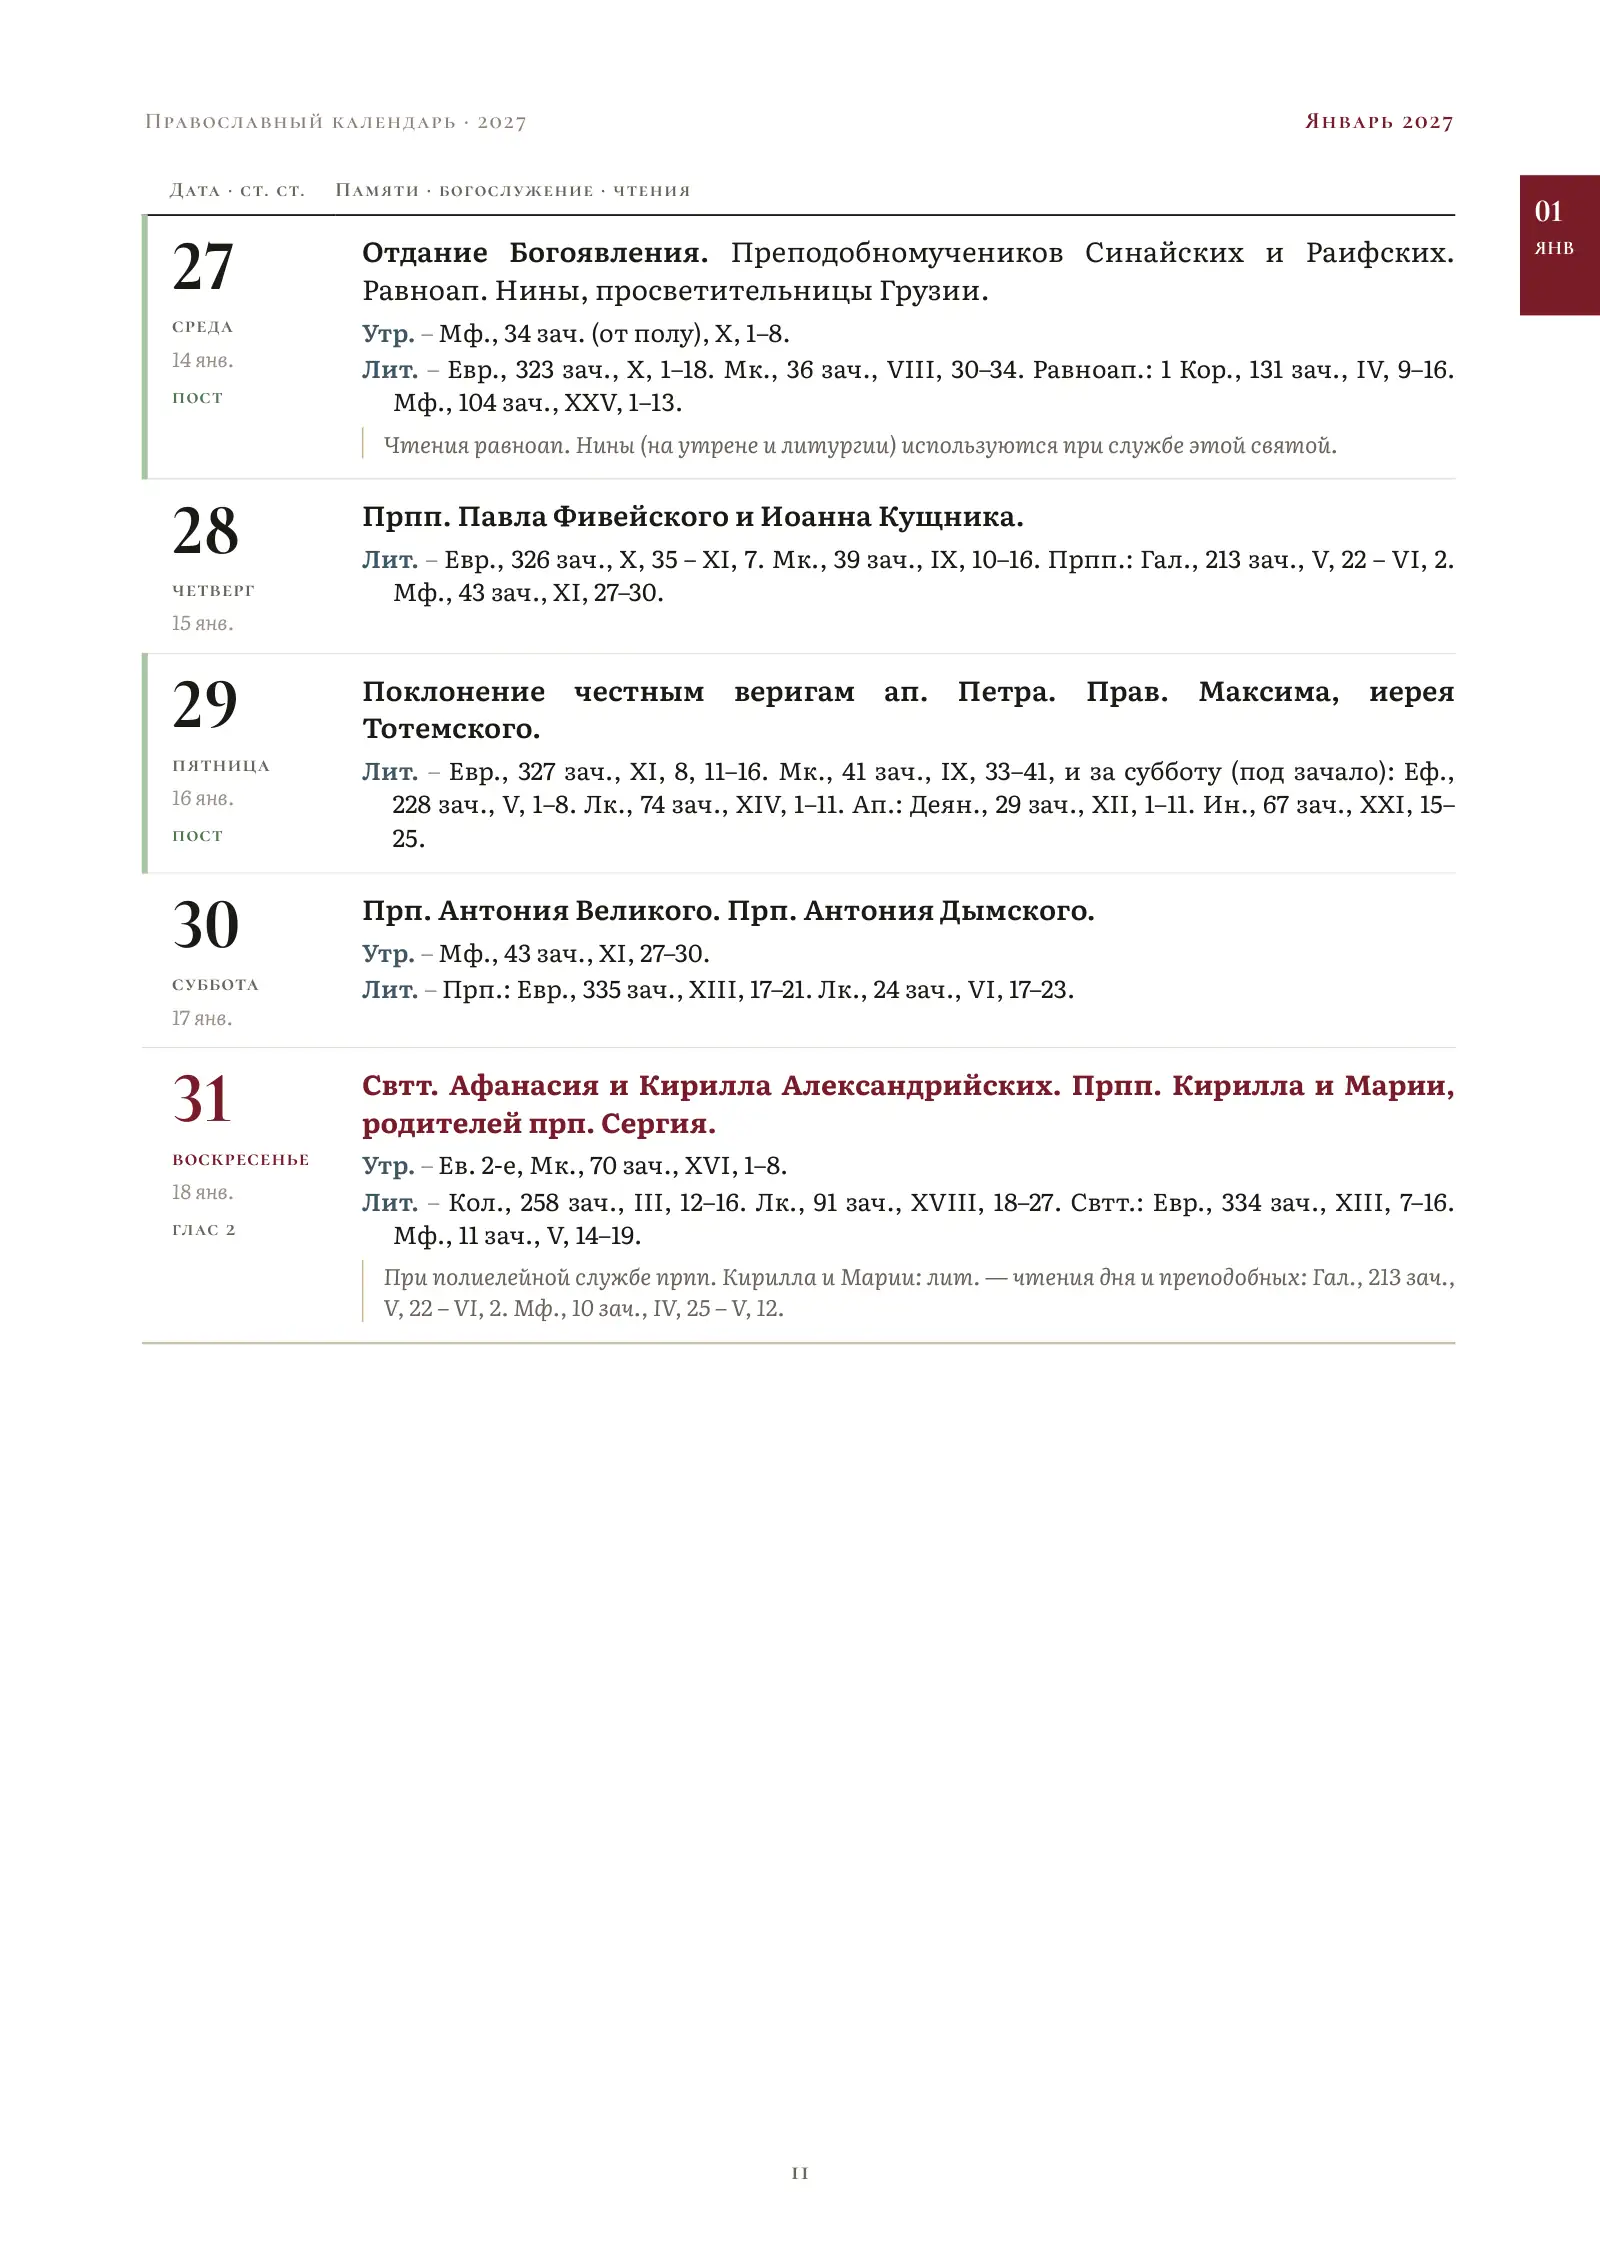 Православный календарь · 2027
Январь 2027
01
янв
Дата · ст. ст. Памяти · богослужение · чтения
27
среда
14 янв.
пост
Отдание Богоявления. Преподобномучеников Синайских и Раифских.
Равноап. Нины, просветительницы Грузии.
Утр. – Мф., 34 зач. (от полу), X, 1–8.
Лит. – Евр., 323 зач., X, 1–18. Мк., 36 зач., VIII, 30–34. Равноап.: 1 Кор., 131 зач., IV, 9–16.
Мф., 104 зач., XXV, 1–13.
Чтения равноап. Нины (на утрене и литургии) используются при службе этой святой.
28
четверг
15 янв.
Прпп. Павла Фивейского и Иоанна Кущника.
Лит. – Евр., 326 зач., X, 35 – XI, 7. Мк., 39 зач., IX, 10–16. Прпп.: Гал., 213 зач., V, 22 – VI, 2.
Мф., 43 зач., XI, 27–30.
29
пятница
16 янв.
пост
Поклонение честным веригам ап. Петра. Прав. Максима, иерея
Тотемского.
Лит. – Евр., 327 зач., XI, 8, 11–16. Мк., 41 зач., IX, 33–41, и за субботу (под зачало): Еф.,
228 зач., V, 1–8. Лк., 74 зач., XIV, 1–11. Ап.: Деян., 29 зач., XII, 1–11. Ин., 67 зач., XXI, 15–
25.
30
суббота
17 янв.
Прп. Антония Великого. Прп. Антония Дымского.
Утр. – Мф., 43 зач., XI, 27–30.
Лит. – Прп.: Евр., 335 зач., XIII, 17–21. Лк., 24 зач., VI, 17–23.
31
воскресенье
18 янв.
глас 2
Свтт. Афанасия и Кирилла Александрийских. Прпп. Кирилла и Марии,
родителей прп. Сергия.
Утр. – Ев. 2-е, Мк., 70 зач., XVI, 1–8.
Лит. – Кол., 258 зач., III, 12–16. Лк., 91 зач., XVIII, 18–27. Свтт.: Евр., 334 зач., XIII, 7–16.
Мф., 11 зач., V, 14–19.
При полиелейной службе прпп. Кирилла и Марии: лит. — чтения дня и преподобных: Гал., 213 зач.,
V, 22 – VI, 2. Мф., 10 зач., IV, 25 – V, 12.
11